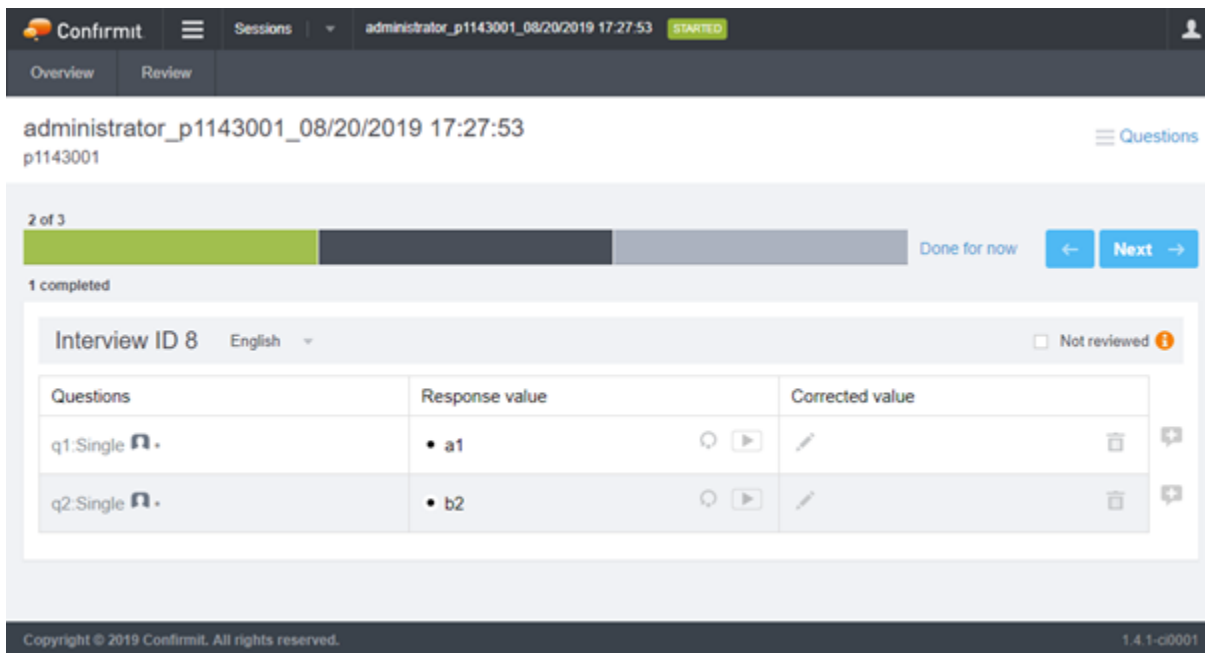 Confirmit Sessions administrator_p1143001_08/20/2019 17:27:53 STARTED
Overview Review
administrator_p1143001_08/20/2019 17:27:53
p1143001
Questions
2 of 3
Done for now ← Next →
1 completed
Interview ID 8 English Not reviewed
Questions Response value Corrected value
q1:Single • a1
q2:Single • b2
Copyright © 2019 Confirmit. All rights reserved. 1.4.1-ci0001